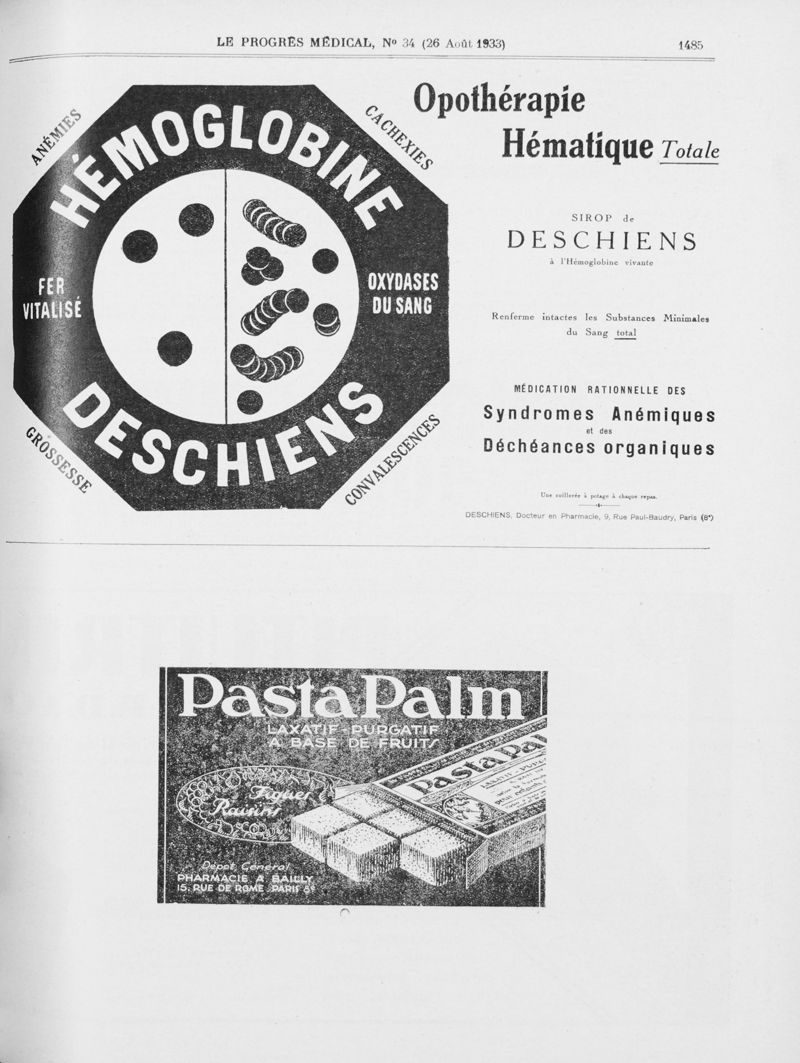 LE PROGRÈS MÉDICAL, Nº 34 (26 Août 1933)
1485
ANÉMIES
CACHEXIES
HÉMOGLOBINE
FER
VITALISÉ
OXYDASES
DU SANG
DESCHIENS
GROSSESSE
CONVALESCENCES
Opothérapie
Hématique Totale
SIROP de
DESCHIENS
à l'Hémoglobine vivante
Renferme intactes les Substances Minimales
du Sang total
MÉDICATION RATIONNELLE DES
Syndromes Anémiques
et des
Déchéances organiques
Une cuillerée à potage à chaque repas.
DESCHIENS, Docteur en Pharmacie, 9, Rue Paul-Baudry, Paris (8ᵉ)
PastaPalm
LAXATIF-PURGATIF
A BASE DE FRUITS
Figues
Raisins
PastaPal
LAXATIF-PUR
Dépot Général
PHARMACIE A BAILLY
15, RUE DE ROME PARIS 8ᵉ